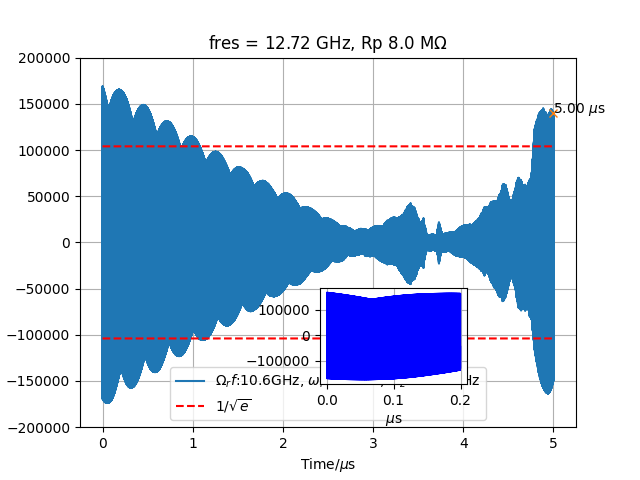 fres = 12.72 GHz, Rp 8.0 MΩ
200000
150000
100000
50000
0
−50000
−100000
−150000
−200000
5.00 μs
100000
0
−100000
0.0 0.1 0.2
μs
Ω_rf:10.6GHz,
1/√e
0 1 2 3 4 5
Time/μs